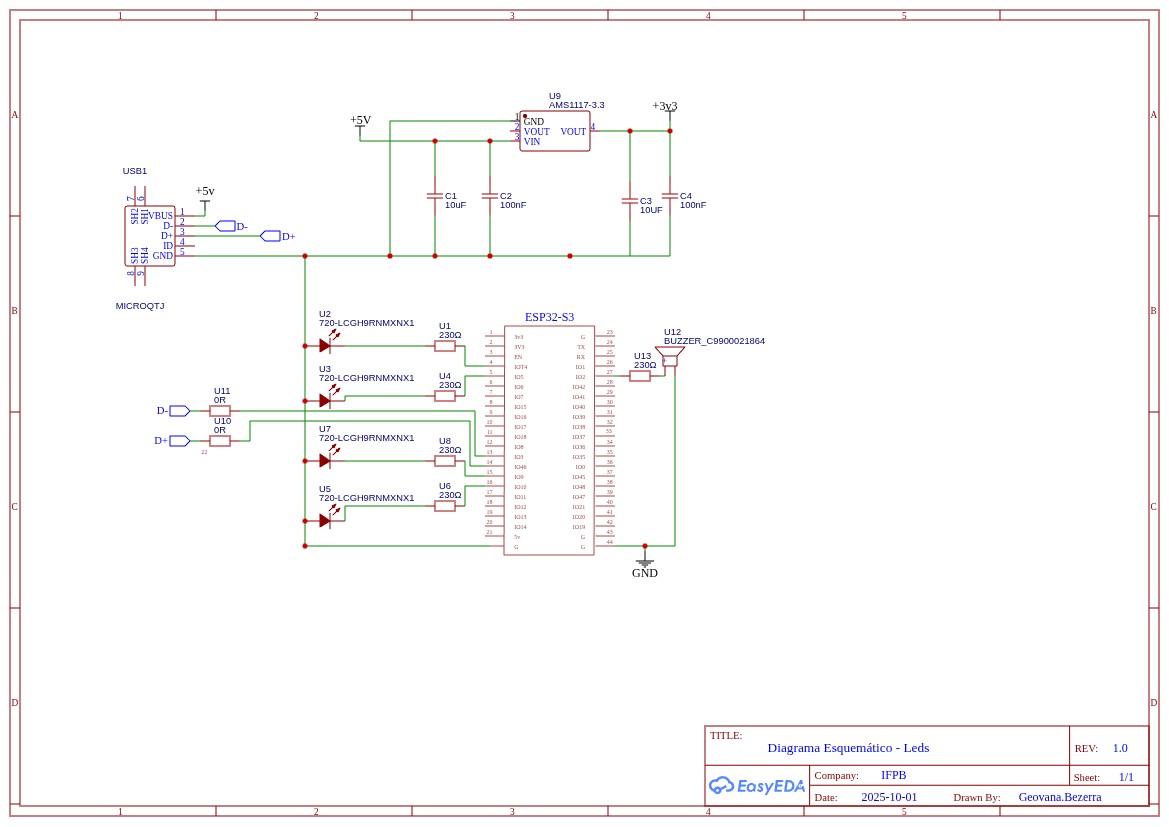 1 2 3 4 5
A A
B B
C C
D D
U9
AMS1117-3.3
+5V
+3v3
1 GND
2 VOUT VOUT 4
3 VIN
USB1
+5v
7 6
SH2 SH1
VBUS 1
D- 2
D+ 3
ID 4
GND 5
SH3 SH4
8 9
D-
D+
MICROQTJ
C1
10uF
C2
100nF
C3
10UF
C4
100nF
U2
720-LCGH9RNMXNX1
U1
230Ω
U3
720-LCGH9RNMXNX1
U4
230Ω
D-
U11
0R
D+
U10
0R
22
U7
720-LCGH9RNMXNX1
U8
230Ω
U5
720-LCGH9RNMXNX1
U6
230Ω
ESP32-S3
1 3v3 G 23
2 3V3 TX 24
3 EN RX 25
4 IOT4 IO1 26
5 IO5 IO2 27
6 IO6 IO42 28
7 IO7 IO41 29
8 IO15 IO40 30
9 IO16 IO39 31
10 IO17 IO38 32
11 IO18 IO37 33
12 IO8 IO36 34
13 IO3 IO35 35
14 IO46 IO0 36
15 IO9 IO45 37
16 IO10 IO48 38
17 IO11 IO47 39
18 IO12 IO21 40
19 IO13 IO20 41
20 IO14 IO19 42
21 5v G 43
G G 44
U12
BUZZER_C9900021864
U13
230Ω
GND
TITLE:
Diagrama Esquemático - Leds
REV: 1.0
EasyEDA
Company: IFPB
Sheet: 1/1
Date: 2025-10-01
Drawn By: Geovana.Bezerra
1 2 3 4 5